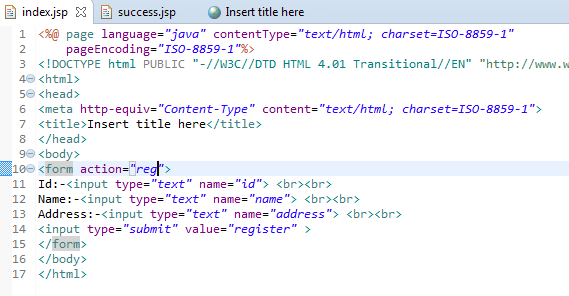 index.jsp success.jsp Insert title here
1 <%@ page language="java" contentType="text/html; charset=ISO-8859-1"
2 pageEncoding="ISO-8859-1"%>
3 <!DOCTYPE html PUBLIC "-//W3C//DTD HTML 4.01 Transitional//EN" "http://www.w
4 <html>
5 <head>
6 <meta http-equiv="Content-Type" content="text/html; charset=ISO-8859-1">
7 <title>Insert title here</title>
8 </head>
9 <body>
10 <form action="reg">
11 Id:-<input type="text" name="id"> <br><br>
12 Name:-<input type="text" name="name"> <br><br>
13 Address:-<input type="text" name="address"> <br><br>
14 <input type="submit" value="register" >
15 </form>
16 </body>
17 </html>